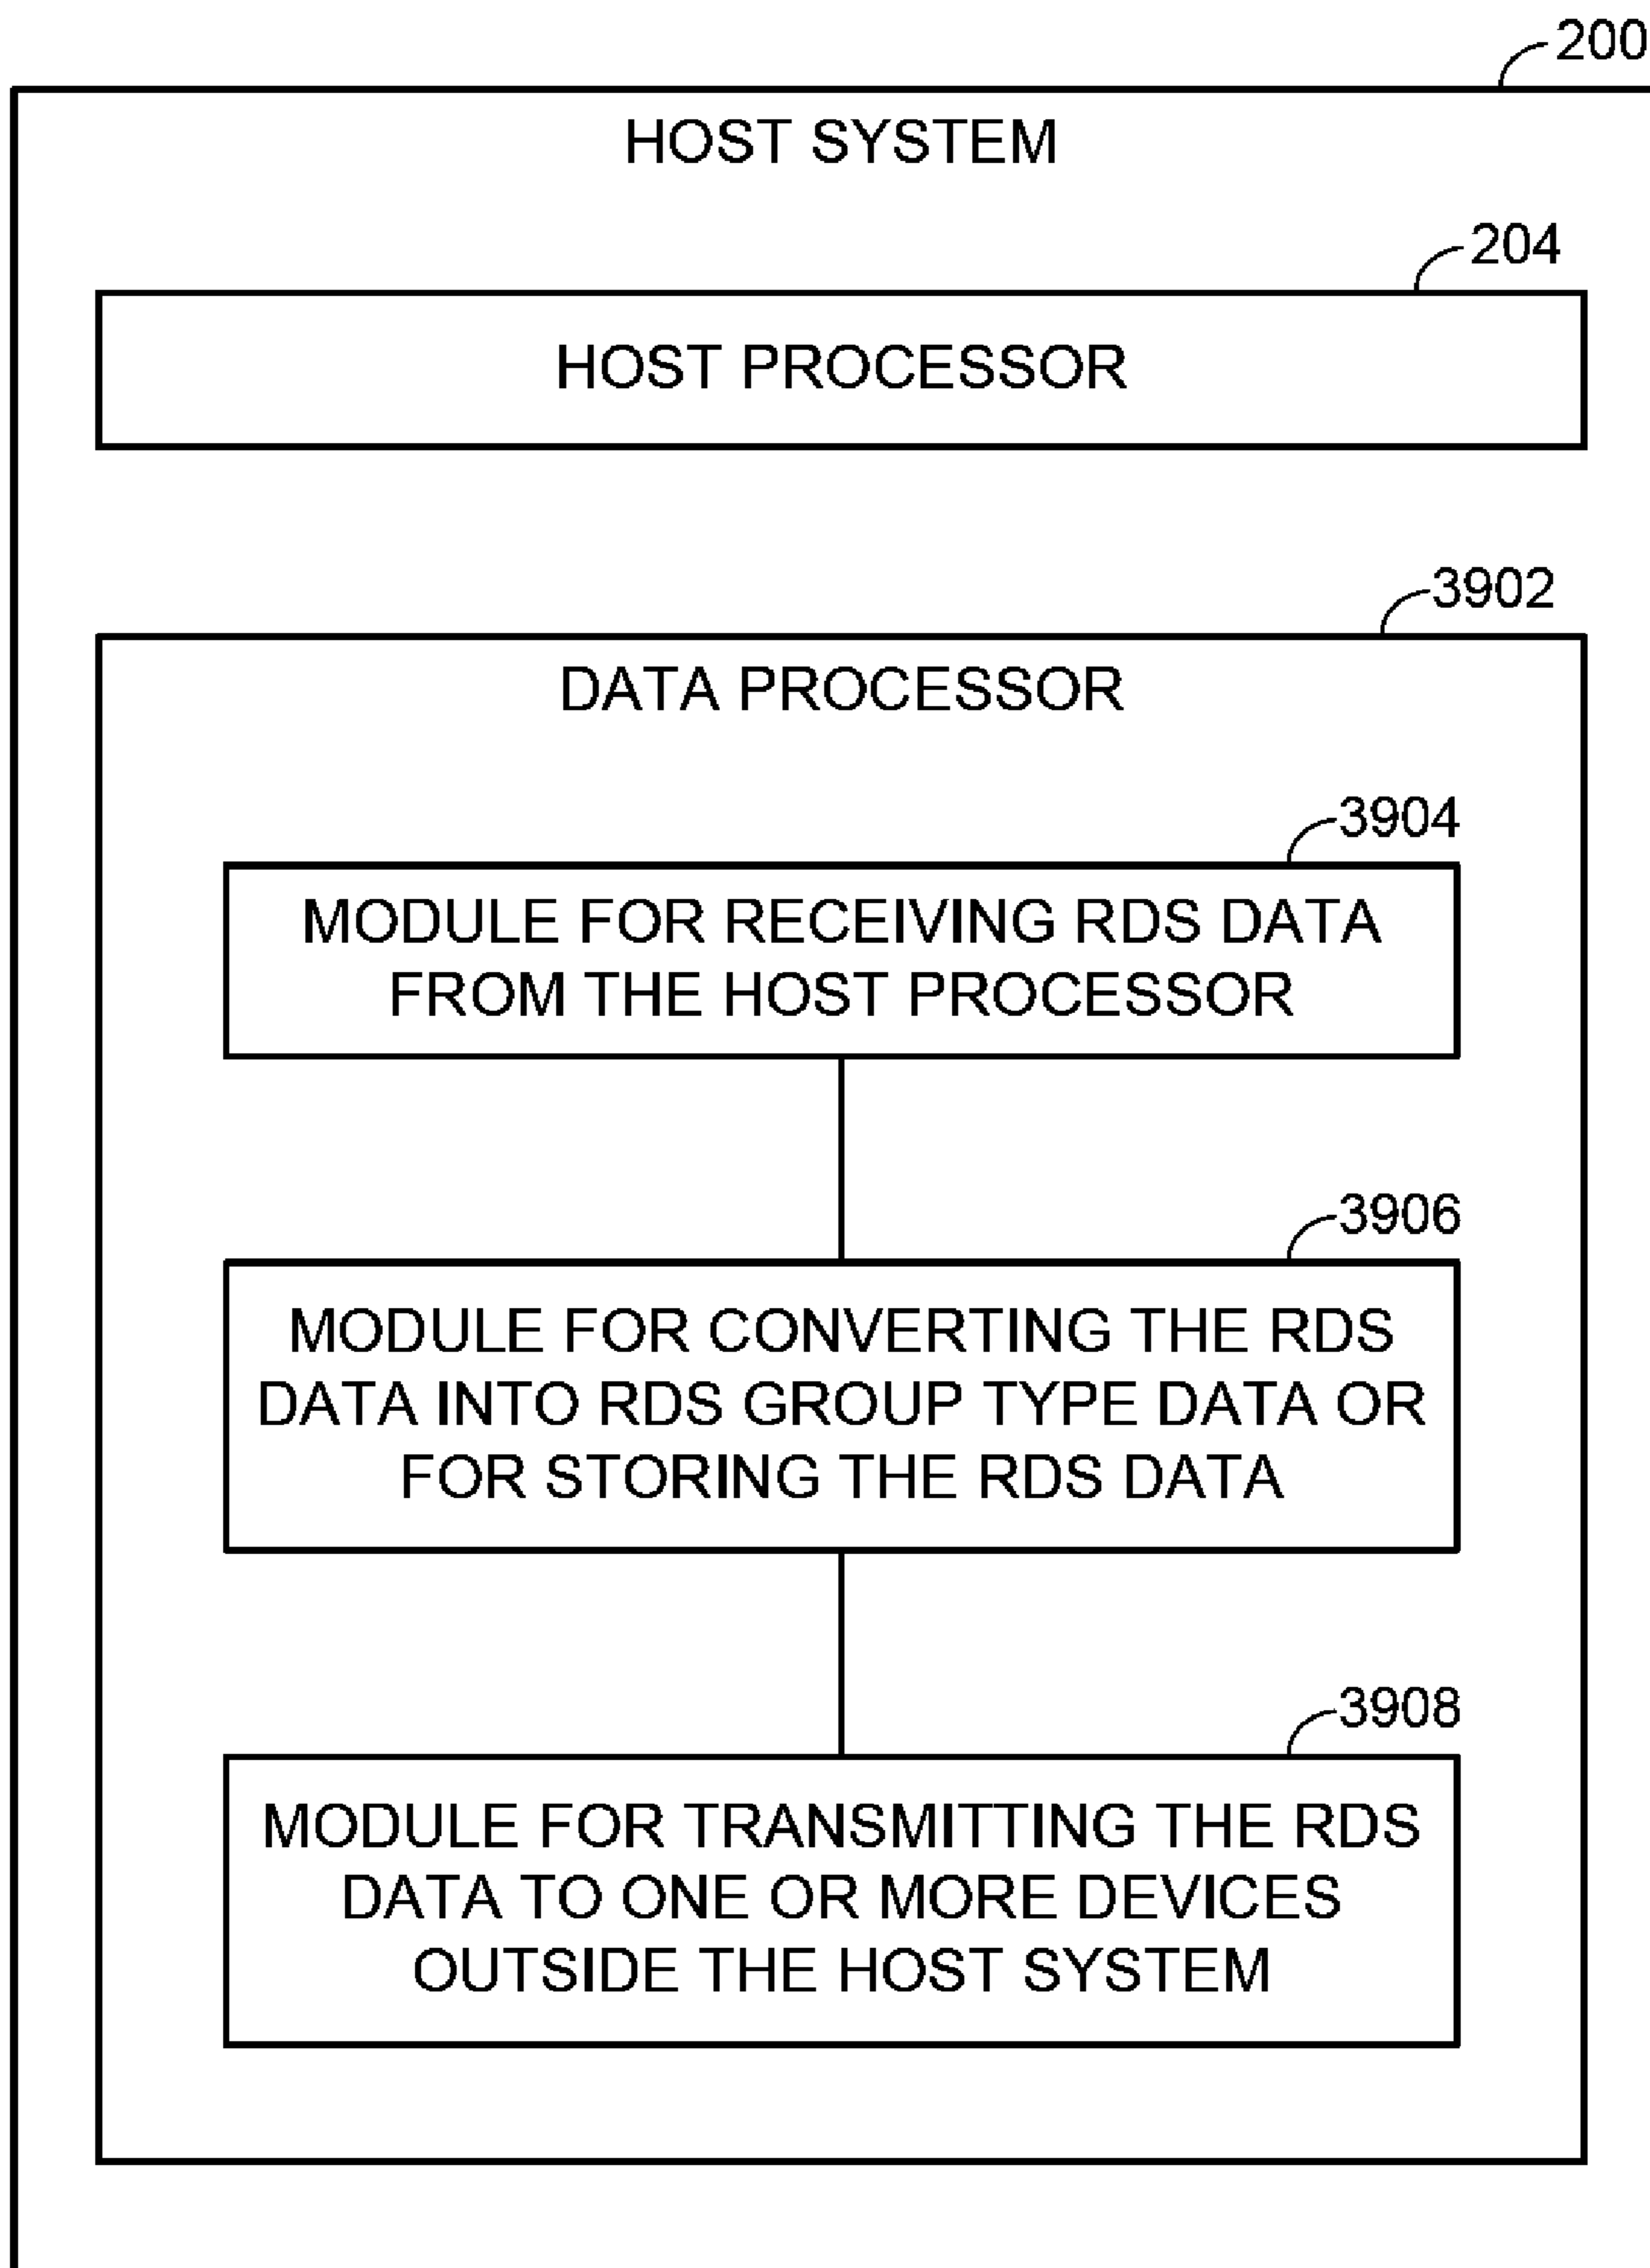 200
HOST SYSTEM
204
HOST PROCESSOR
3902
DATA PROCESSOR
3904
MODULE FOR RECEIVING RDS DATA
FROM THE HOST PROCESSOR
3906
MODULE FOR CONVERTING THE RDS
DATA INTO RDS GROUP TYPE DATA OR
FOR STORING THE RDS DATA
3908
MODULE FOR TRANSMITTING THE RDS
DATA TO ONE OR MORE DEVICES
OUTSIDE THE HOST SYSTEM